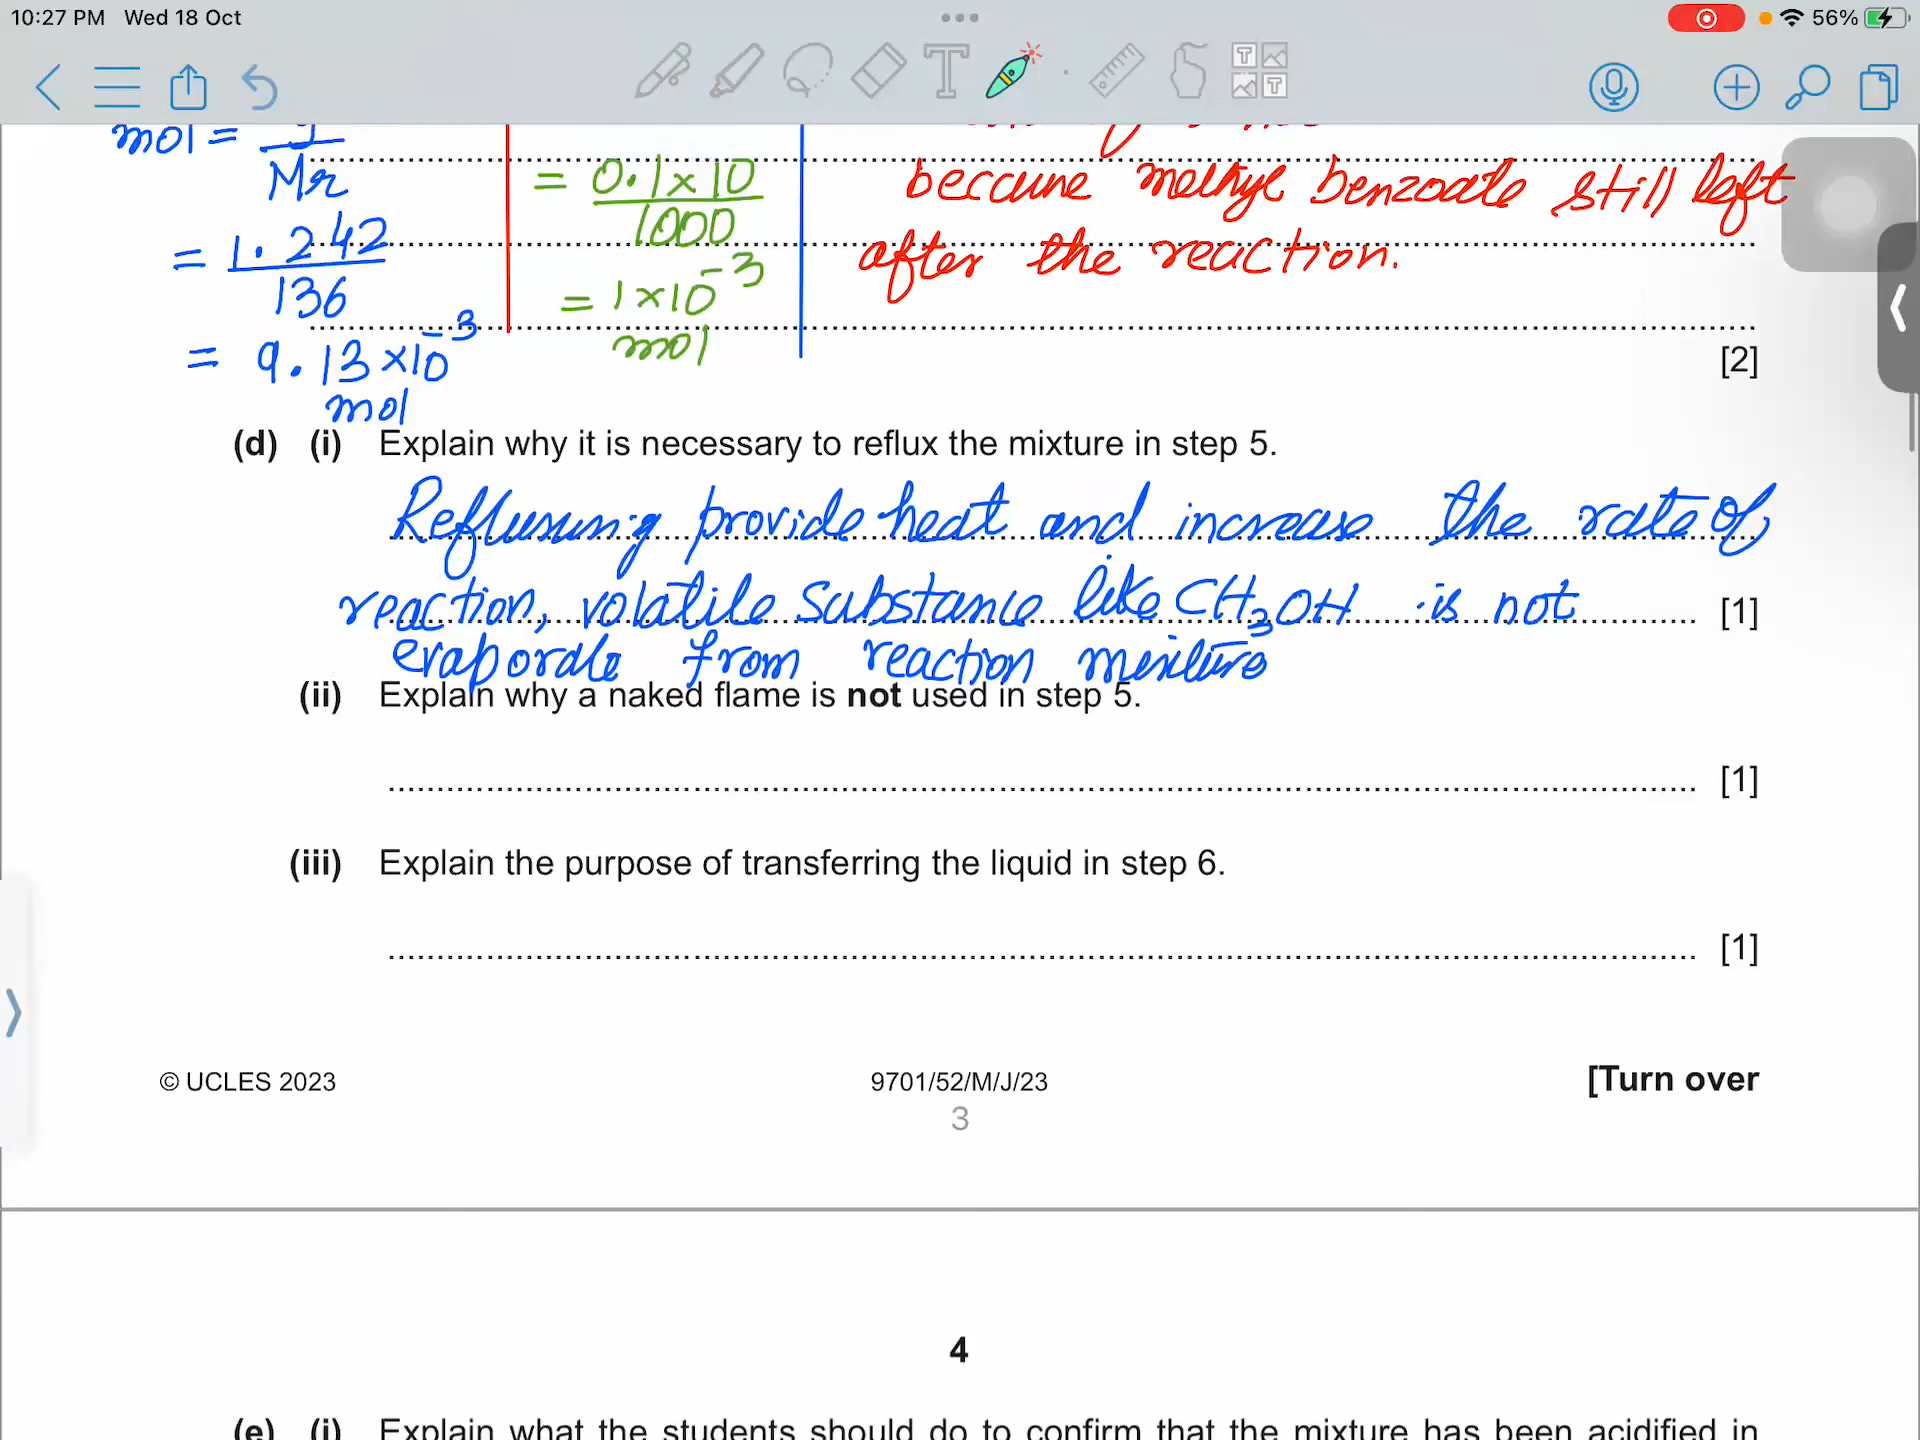 10:27 PM Wed 18 Oct
56%
mol =
Mr
= 0.1 x 10
1000
because methyl benzoate still left
= 1.242
136
after the reaction.
= 1 x 10⁻³
mol
= 9.13 x 10⁻³
mol
[2]
(d) (i) Explain why it is necessary to reflux the mixture in step 5.
Refluxing provide heat and increase the rate of
reaction, volatile substance like CH₃OH is not [1]
evaporate from reaction mixture
(ii) Explain why a naked flame is not used in step 5.
[1]
(iii) Explain the purpose of transferring the liquid in step 6.
[1]
© UCLES 2023 9701/52/M/J/23 [Turn over
3
4
(e) (i) Explain what the students should do to confirm that the mixture has been acidified in